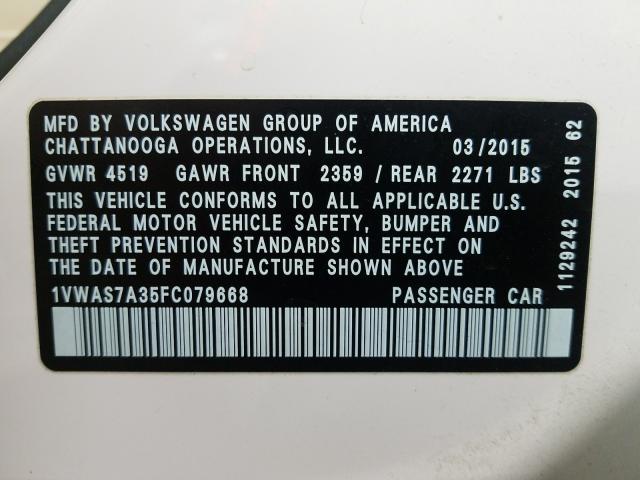 MFD BY VOLKSWAGEN GROUP OF AMERICA
CHATTANOOGA OPERATIONS, LLC. 03/2015
GVWR 4519 GAWR FRONT 2359 / REAR 2271 LBS
THIS VEHICLE CONFORMS TO ALL APPLICABLE U.S.
FEDERAL MOTOR VEHICLE SAFETY, BUMPER AND
THEFT PREVENTION STANDARDS IN EFFECT ON
THE DATE OF MANUFACTURE SHOWN ABOVE
1VWAS7A35FC079668 PASSENGER CAR
1129242 2015 62